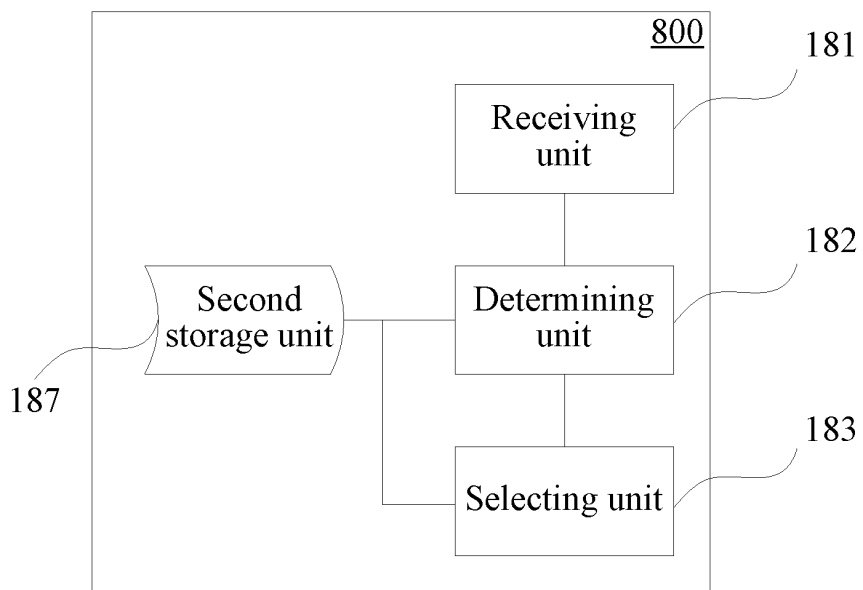 800
181
Receiving
unit
182
Second
storage unit
Determining
unit
187
183
Selecting unit